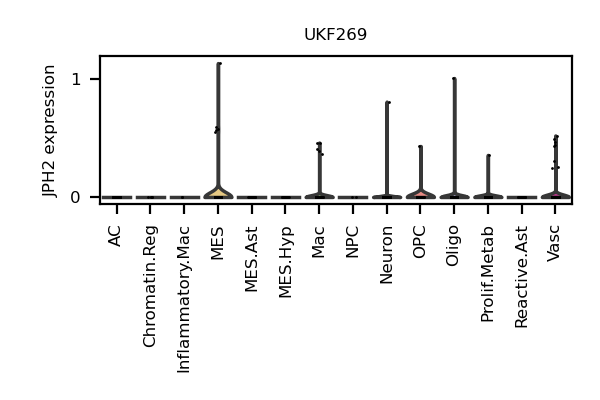 UKF269
JPH2 expression
1
0
AC
Chromatin.Reg
Inflammatory.Mac
MES
MES.Ast
MES.Hyp
Mac
NPC
Neuron
OPC
Oligo
Prolif.Metab
Reactive.Ast
Vasc